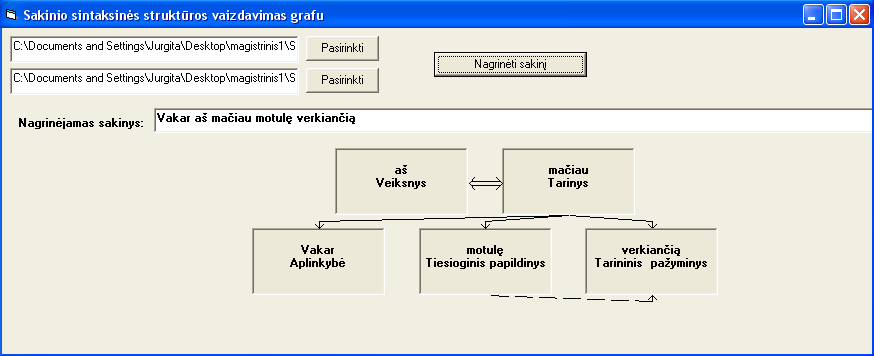 Sakinio sintaksinės struktūros vaizdavimas grafu
C:\Documents and Settings\Jurgita\Desktop\magistrinis1\S
Pasirinkti
Nagrinėti sakinį
C:\Documents and Settings\Jurgita\Desktop\magistrinis1\S
Pasirinkti
Nagrinėjamas sakinys:
Vakar aš mačiau motulę verkiančią
aš
Veiksnys
mačiau
Tarinys
Vakar
Aplinkybė
motulę
Tiesioginis papildinys
verkiančią
Tarininis pažyminys